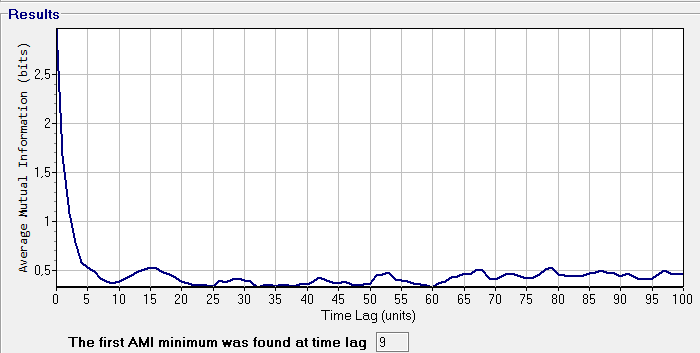 Results
Average Mutual Information (bits)
2,5
2
1,5
1
0,5
0 5 10 15 20 25 30 35 40 45 50 55 60 65 70 75 80 85 90 95 100
Time Lag (units)
The first AMI minimum was found at time lag 9